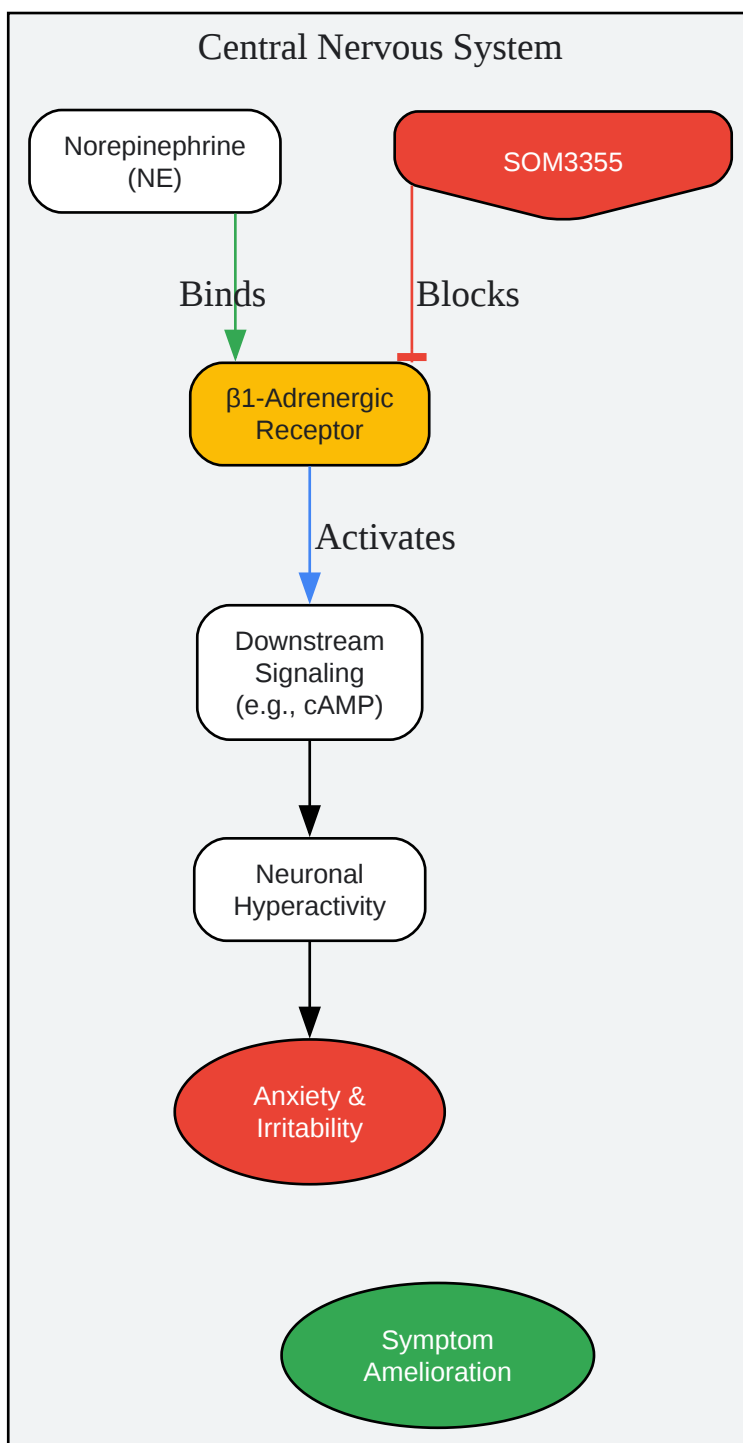 Central Nervous System
Norepinephrine
(NE)
SOM3355
Binds
Blocks
β1-Adrenergic
Receptor
Activates
Downstream
Signaling
(e.g., cAMP)
Neuronal
Hyperactivity
Anxiety &
Irritability
Symptom
Amelioration